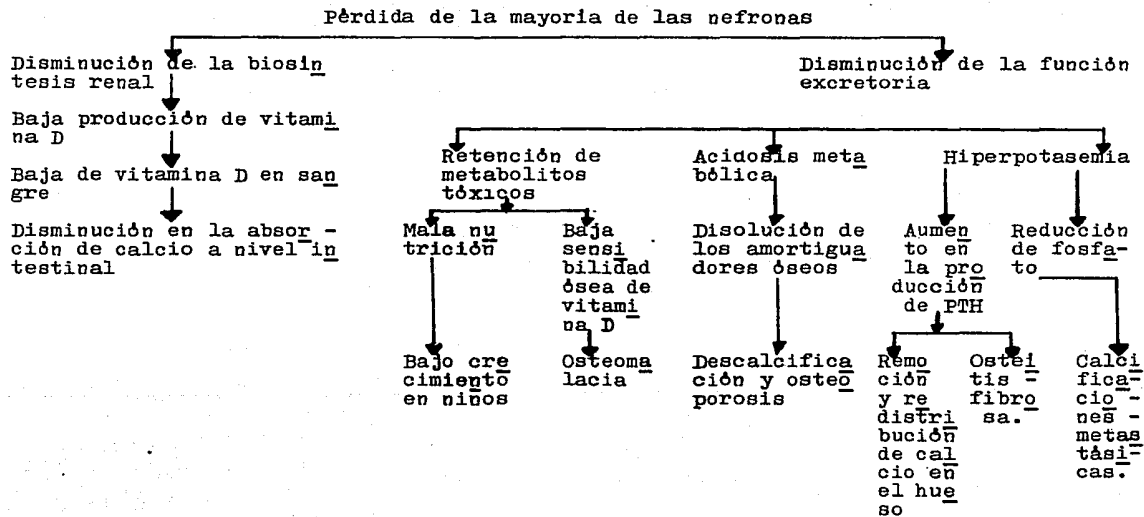 Pérdida de la mayoria de las nefronas
Disminución de la biosin
tesis renal
Disminución de la función
excretoria
Baja producción de vitami
na D
Baja de vitamina D en san
gre
Disminución en la absor -
ción de calcio a nivel in
testinal
Retención de
metabolitos
tóxicos
Acidosis meta
bólica
Hiperpotasemia
Mala nu
trición
Baja
sensi
bilidad
ósea de
vitami
na D
Disolución de
los amortigua
dores óseos
Aumen
to en
la pro
ducción
de PTH
Reducción
de fosfa-
to
Bajo cre
cimiento
en niños
Osteoma
lacia
Descalcifica
ción y osteo
porosis
Remo
ción
y re
distri
bución
de cal
cio en
el hue
so
Ostei
tis -
fibro
sa.
Calci
fica-
cio -
nes -
metas
tási-
cas.